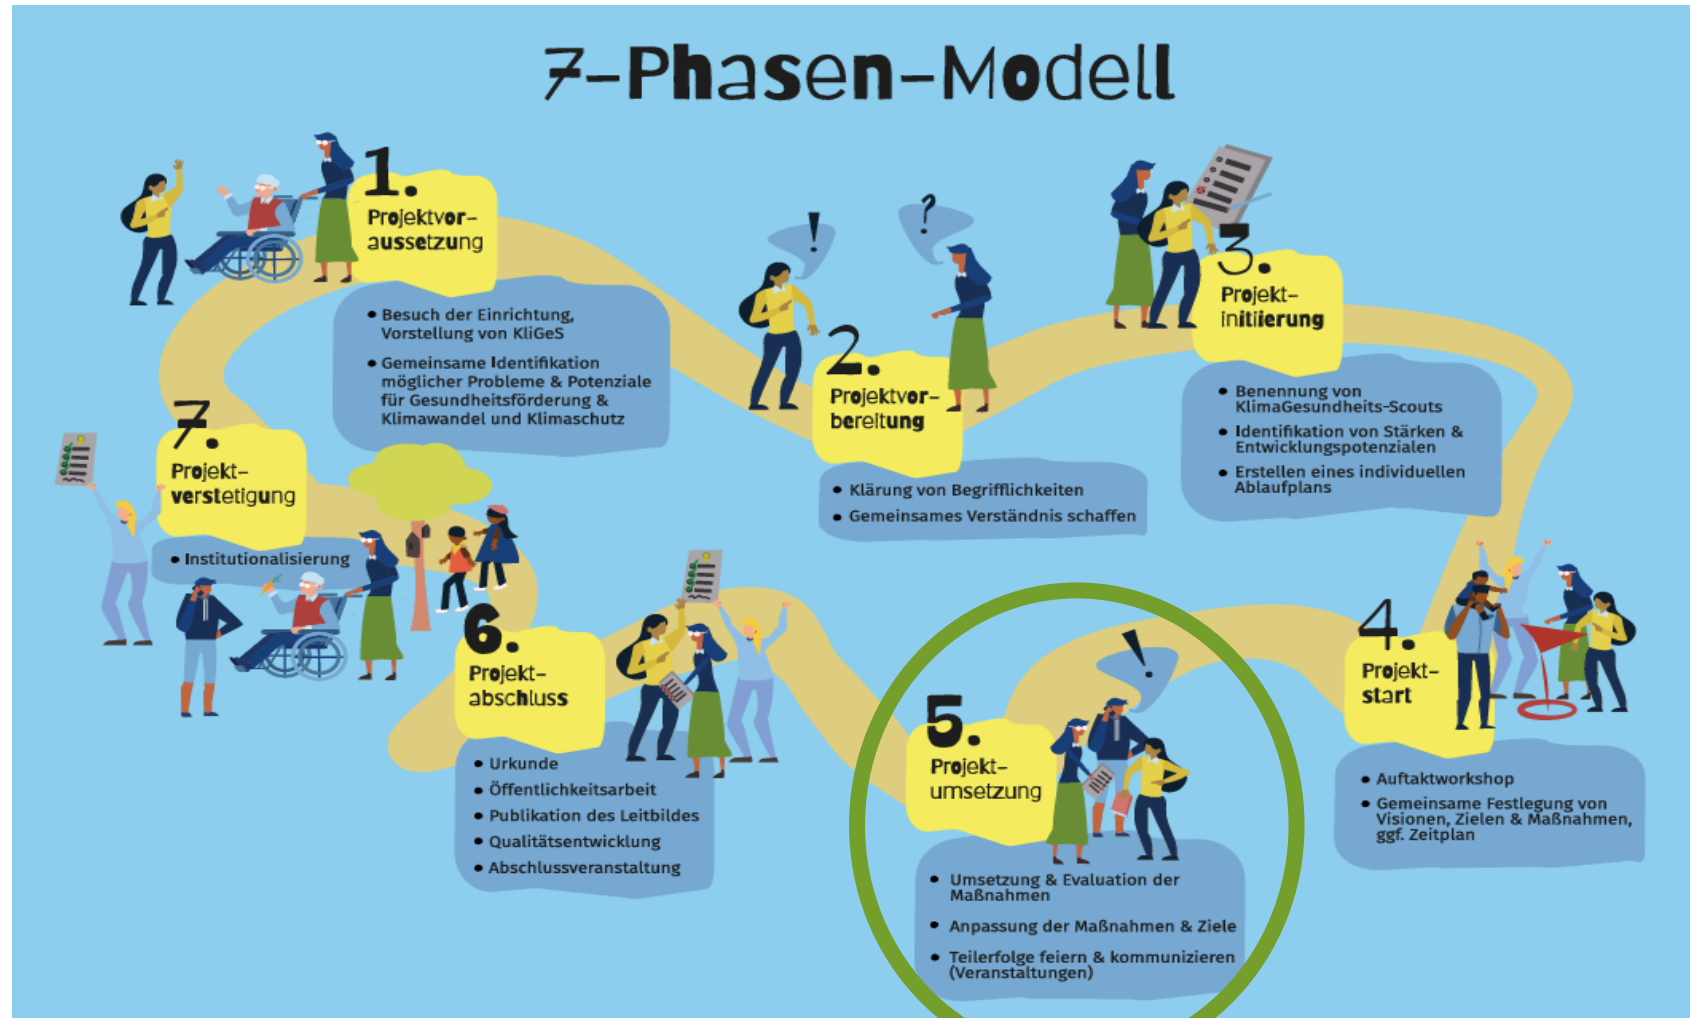 7-Phasen-Modell
1.
Projektvor-
aussetzung
• Besuch der Einrichtung,
Vorstellung von KliGeS
• Gemeinsame Identifikation
möglicher Probleme & Potenziale
für Gesundheitsförderung &
Klimawandel und Klimaschutz
!
?
2.
Projektvor-
bereitung
• Klärung von Begrifflichkeiten
• Gemeinsames Verständnis schaffen
3.
Projekt-
initiierung
• Benennung von
KlimaGesundheits-Scouts
• Identifikation von Stärken &
Entwicklungspotenzialen
• Erstellen eines individuellen
Ablaufplans
4.
Projekt-
start
• Auftaktworkshop
• Gemeinsame Festlegung von
Visionen, Zielen & Maßnahmen,
ggf. Zeitplan
!
5.
Projekt-
umsetzung
• Umsetzung & Evaluation der
Maßnahmen
• Anpassung der Maßnahmen & Ziele
• Teilerfolge feiern & kommunizieren
(Veranstaltungen)
6.
Projekt-
abschluss
• Urkunde
• Öffentlichkeitsarbeit
• Publikation des Leitbildes
• Qualitätsentwicklung
• Abschlussveranstaltung
7.
Projekt-
verstetigung
• Institutionalisierung